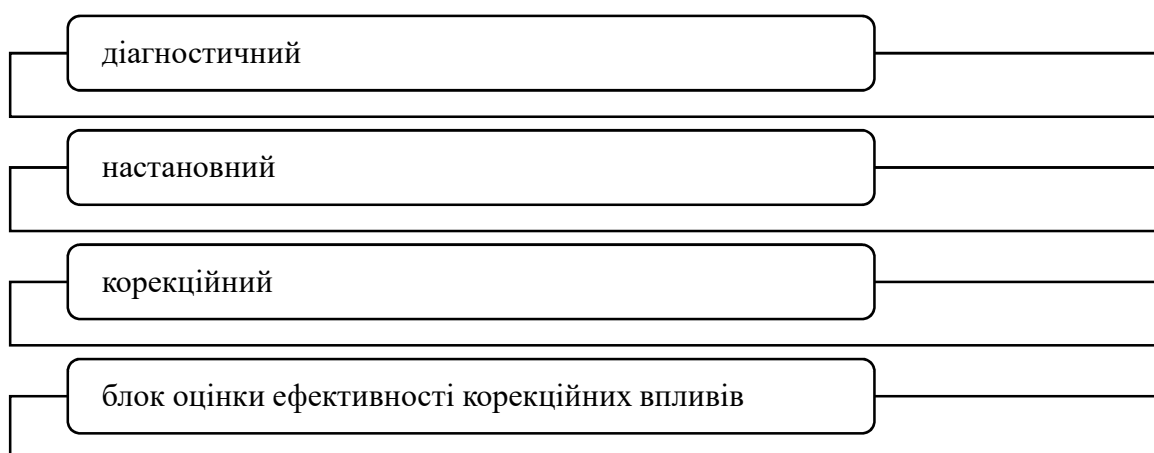 діагностичний
настановний
корекційний
блок оцінки ефективності корекційних впливів